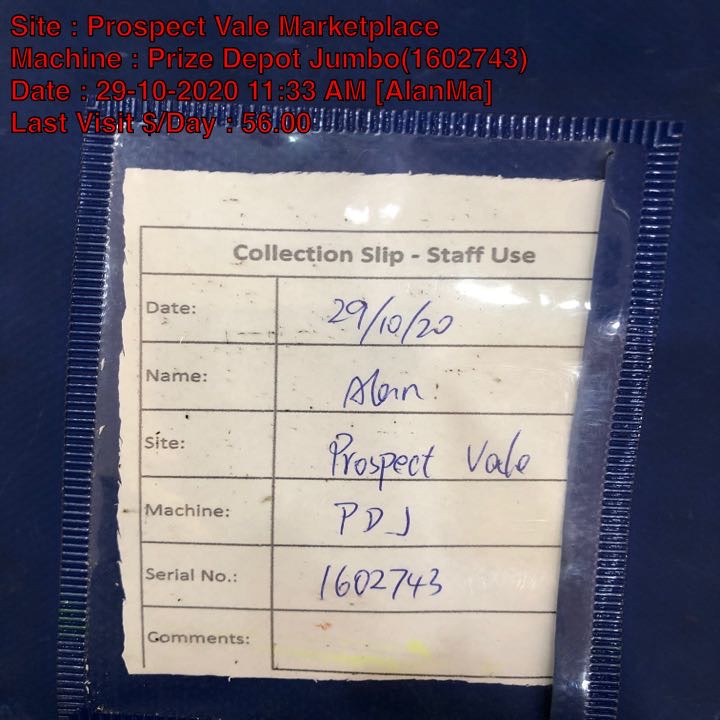 Site : Prospect Vale Marketplace
Machine : Prize Depot Jumbo(1602743)
Date : 29-10-2020 11:33 AM [AlanMa]
Last Visit $/Day : 56.00
Collection Slip - Staff Use
Date: 29/10/20
Name: Alan
Site: Prospect Vale
Machine: PDJ
Serial No.: 1602743
Comments: